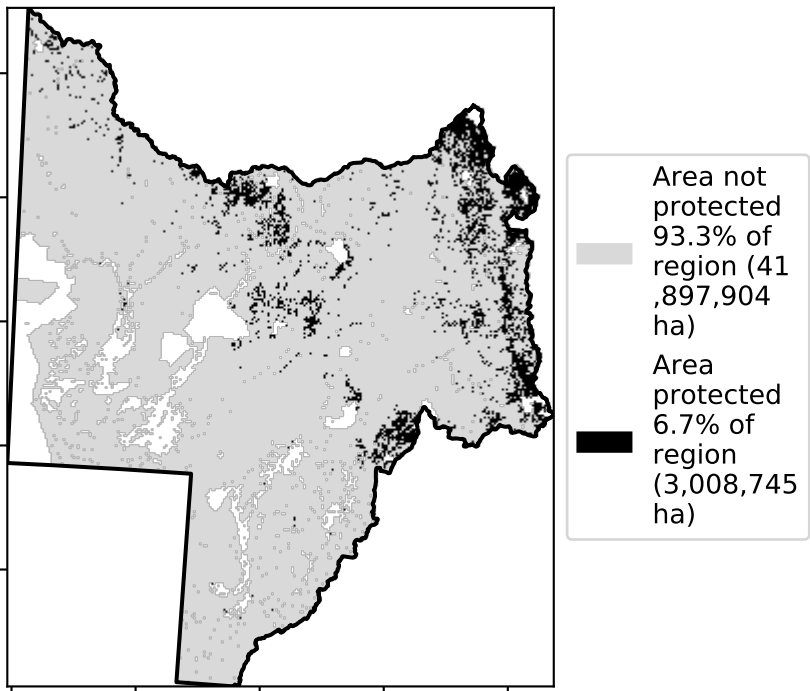 Area not
protected
93.3% of
region (41
,897,904
ha)
Area
protected
6.7% of
region
(3,008,745
ha)